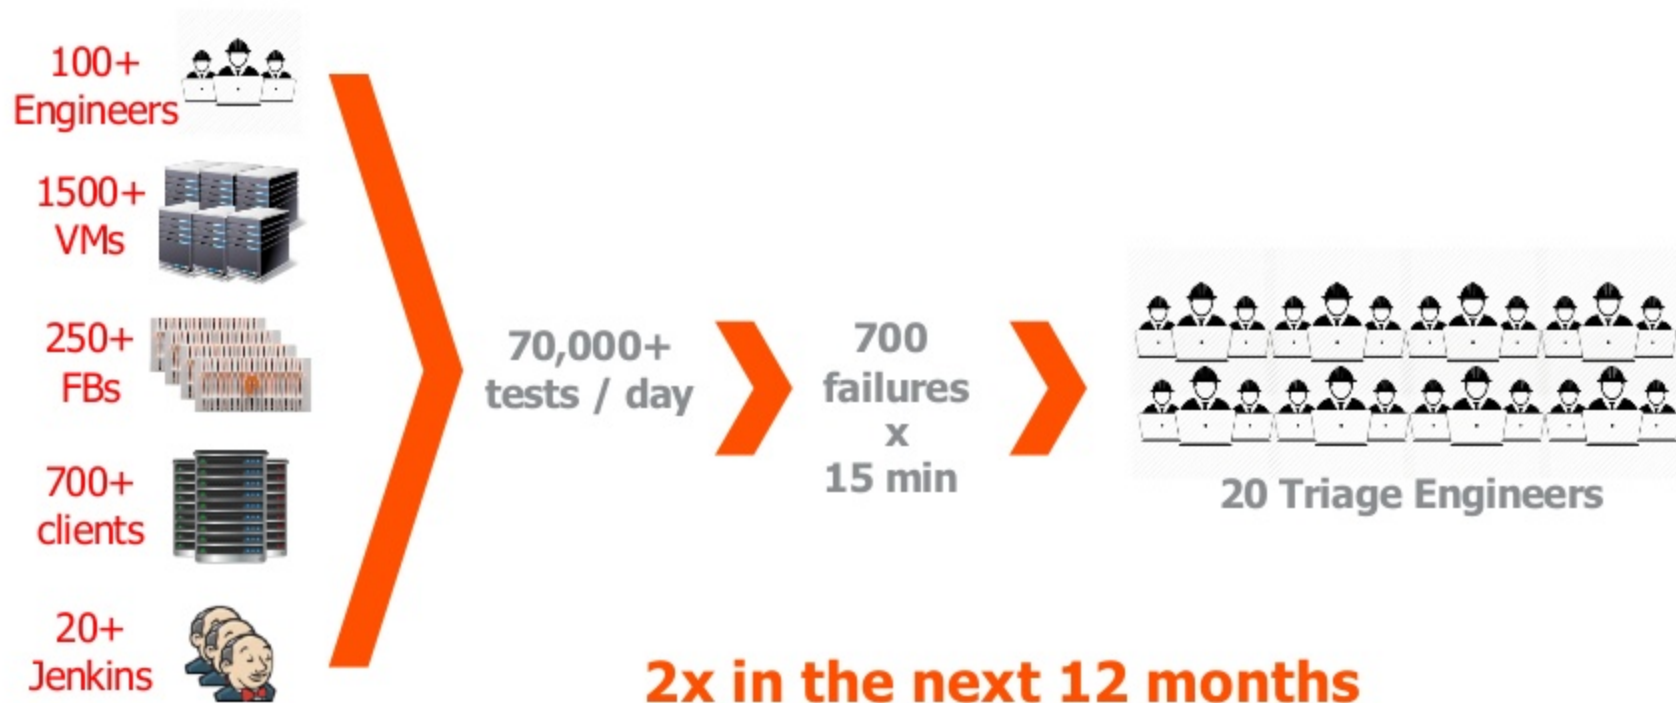 100+
Engineers
1500+
VMs
250+
FBs
700+
clients
20+
Jenkins
70,000+
tests / day
700
failures
x
15 min
20 Triage Engineers
2x in the next 12 months